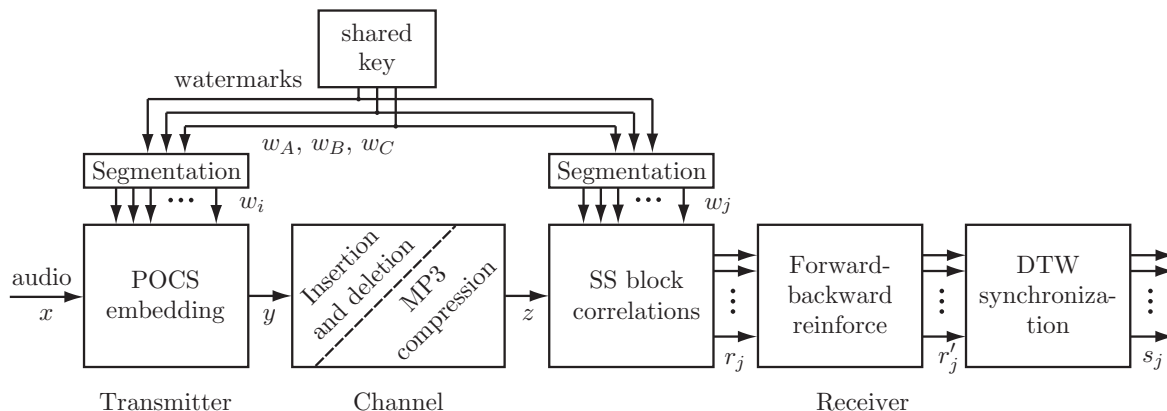 shared
key
watermarks
w_A, w_B, w_C
Segmentation
Segmentation
w_i
w_j
audio
x
POCS
embedding
y
Insertion
and deletion
MP3
compression
z
SS block
correlations
r_j
Forward-
backward
reinforce
r'_j
DTW
synchroniza-
tion
s_j
Transmitter
Channel
Receiver